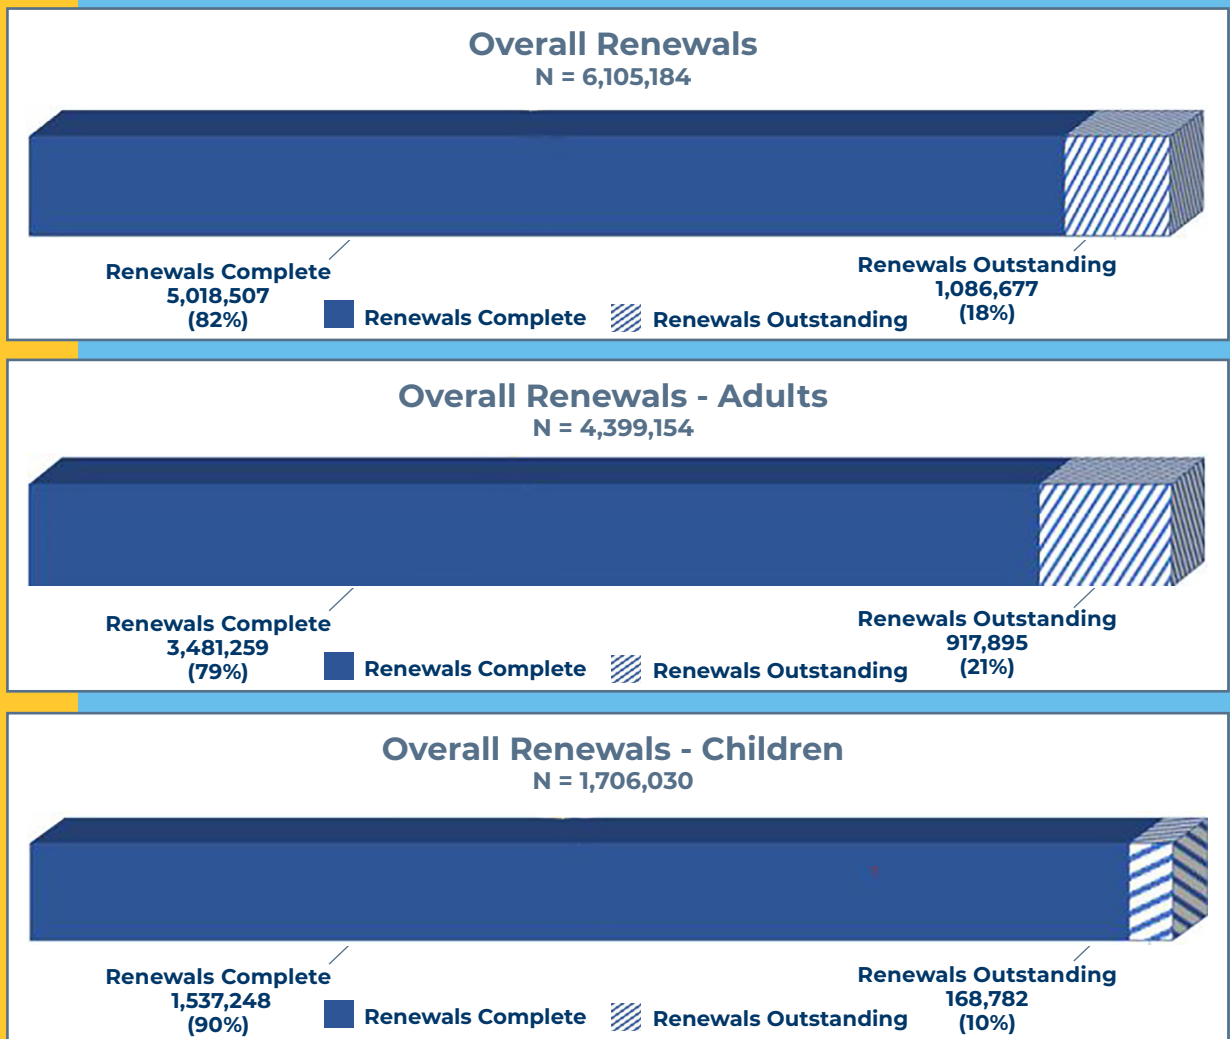 Overall Renewals
N = 6,105,184
Renewals Complete
5,018,507
(82%)
Renewals Outstanding
1,086,677
(18%)
Renewals Complete
Renewals Outstanding
Overall Renewals - Adults
N = 4,399,154
Renewals Complete
3,481,259
(79%)
Renewals Outstanding
917,895
(21%)
Renewals Complete
Renewals Outstanding
Overall Renewals - Children
N = 1,706,030
Renewals Complete
1,537,248
(90%)
Renewals Outstanding
168,782
(10%)
Renewals Complete
Renewals Outstanding